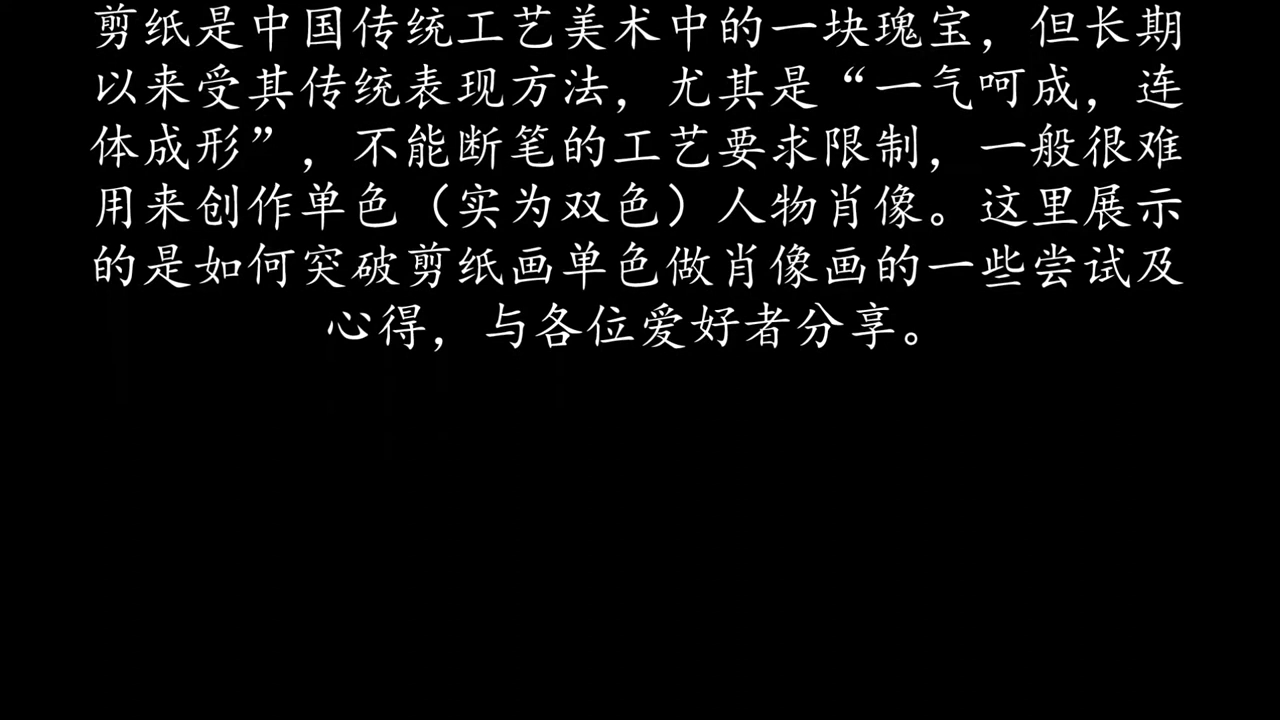 剪纸是中国传统工艺美术中的一块瑰宝，但长期
以来受其传统表现方法，尤其是“一气呵成，连
体成形”，不能断笔的工艺要求限制，一般很难
用来创作单色（实为双色）人物肖像。这里展示
的是如何突破剪纸画单色做肖像画的一些尝试及
心得，与各位爱好者分享。